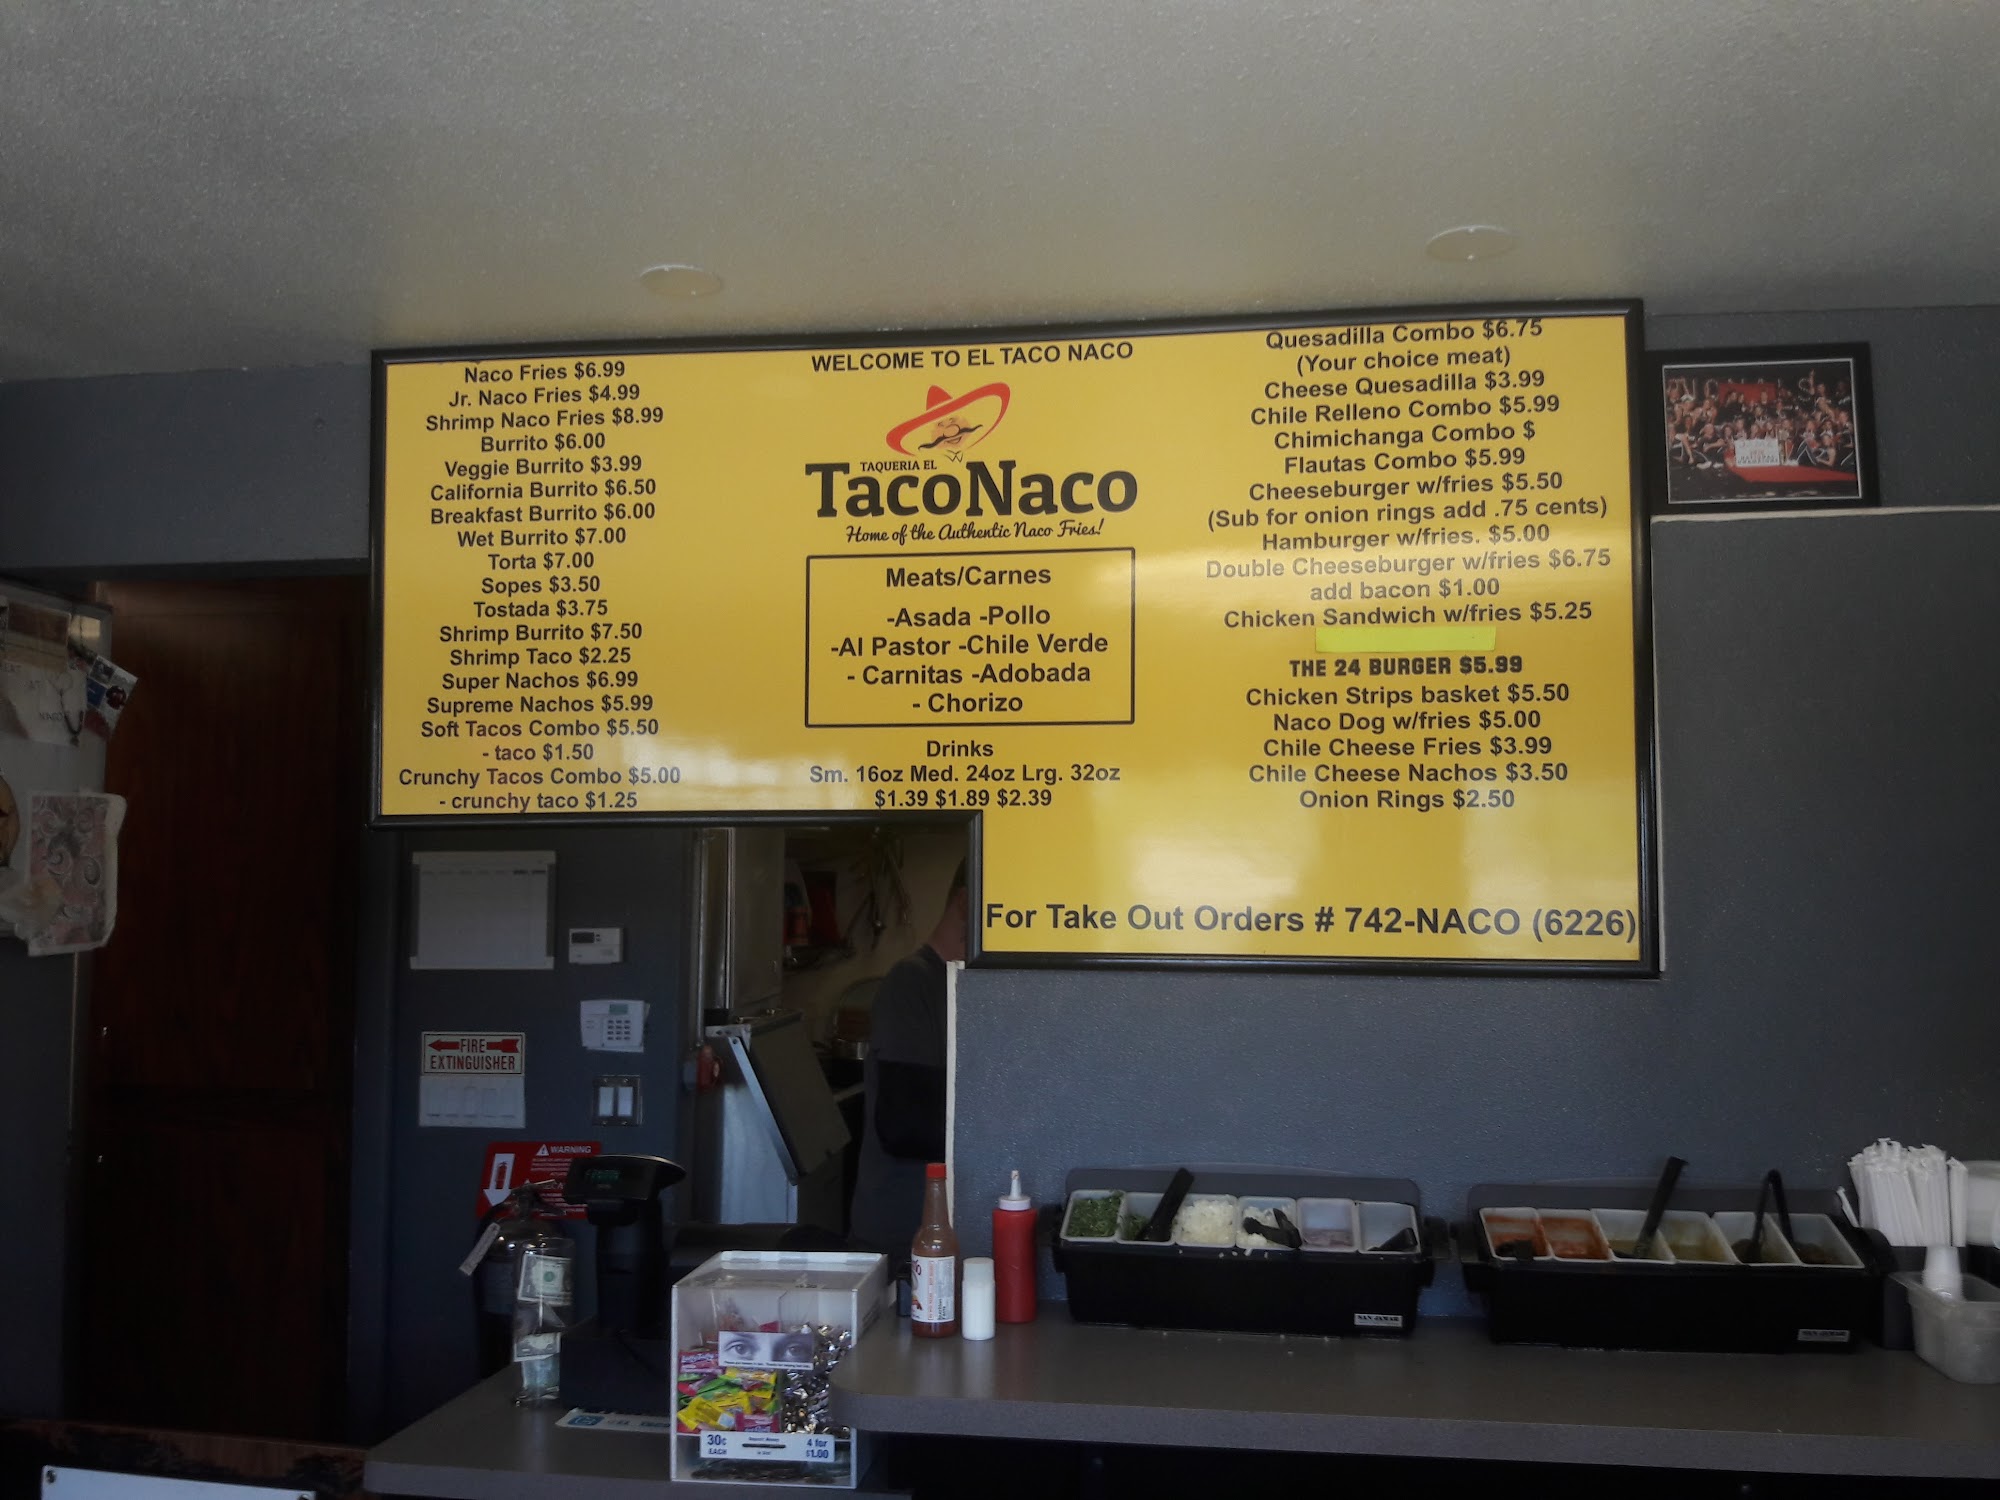 Naco Fries $6.99
Jr. Naco Fries $4.99
Shrimp Naco Fries $8.99
Burrito $6.00
Veggie Burrito $3.99
California Burrito $6.50
Breakfast Burrito $6.00
Wet Burrito $7.00
Torta $7.00
Sopes $3.50
Tostada $3.75
Shrimp Burrito $7.50
Shrimp Taco $2.25
Super Nachos $6.99
Supreme Nachos $5.99
Soft Tacos Combo $5.50
- taco $1.50
Crunchy Tacos Combo $5.00
- crunchy taco $1.25
WELCOME TO EL TACO NACO
TAQUERIA EL
TacoNaco
Home of the Authentic Naco Fries!
Meats/Carnes
-Asada -Pollo
-Al Pastor -Chile Verde
- Carnitas -Adobada
- Chorizo
Drinks
Sm. 16oz Med. 24oz Lrg. 32oz
$1.39 $1.89 $2.39
Quesadilla Combo $6.75
(Your choice meat)
Cheese Quesadilla $3.99
Chile Relleno Combo $5.99
Chimichanga Combo $
Flautas Combo $5.99
Cheeseburger w/fries $5.50
(Sub for onion rings add .75 cents)
Hamburger w/fries. $5.00
Double Cheeseburger w/fries $6.75
add bacon $1.00
Chicken Sandwich w/fries $5.25
THE 24 BURGER $5.99
Chicken Strips basket $5.50
Naco Dog w/fries $5.00
Chile Cheese Fries $3.99
Chile Cheese Nachos $3.50
Onion Rings $2.50
For Take Out Orders # 742-NACO (6226)
FIRE
EXTINGUISHER
WARNING
30¢
EACH
4 for
$1.00
SAN JAMAR
SAN JAMAR